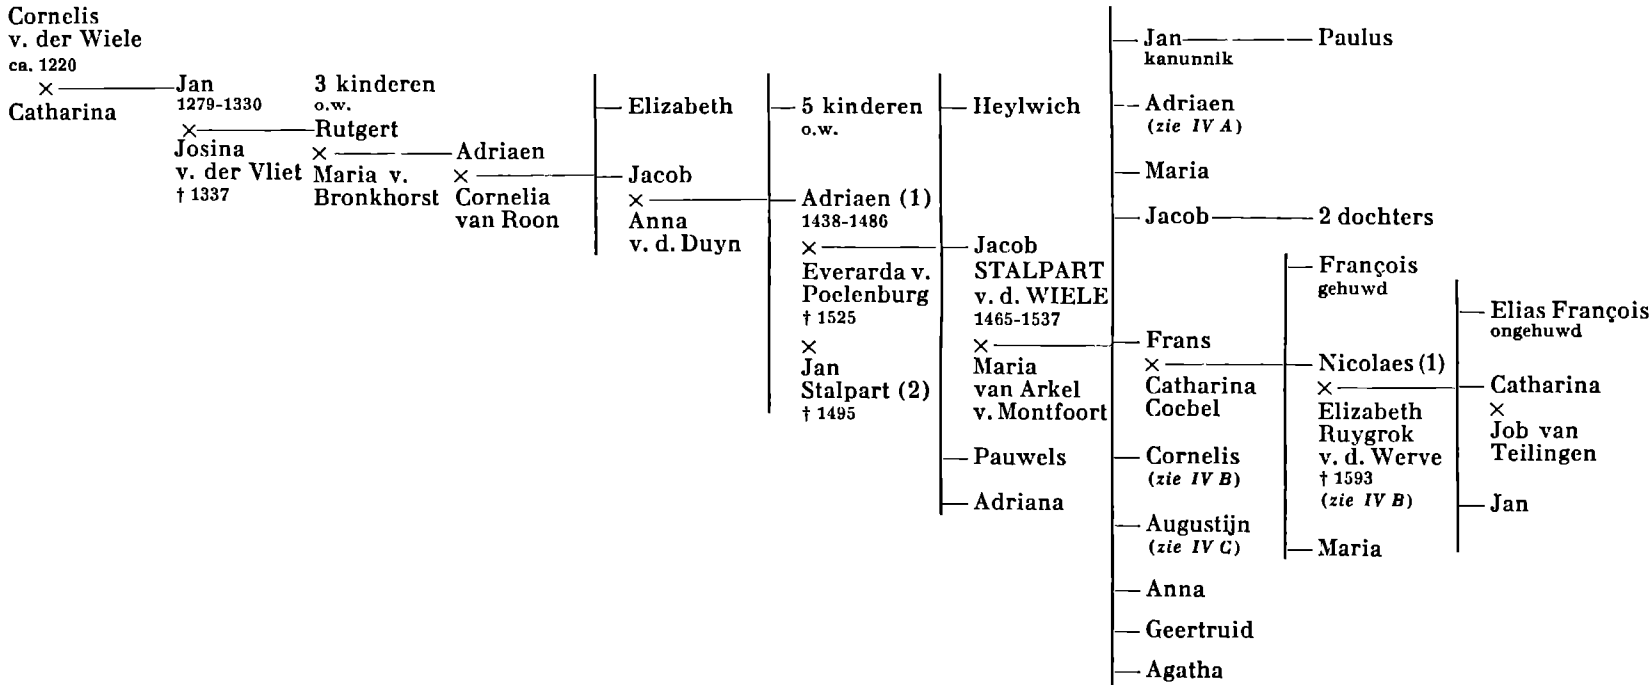 Cornelis
v. der Wiele
ca. 1220
×
Catharina
Jan
1279-1330
×
Josina
v. der Vliet
† 1337
3 kinderen
o.w.
Rutgert
×
Maria v.
Bronkhorst
Adriaen
×
Cornelia
van Roon
Elizabeth
Jacob
×
Anna
v. d. Duyn
5 kinderen
o.w.
Adriaen (1)
1438-1486
×
Everarda v.
Poelenburg
† 1525
×
Jan
Stalpart (2)
† 1495
Heylwich
Jacob
STALPART
v. d. WIELE
1465-1537
×
Maria
van Arkel
v. Montfoort
Pauwels
Adriana
Jan
kanunnik
Adriaen
(zie IV A)
Maria
Jacob
Frans
×
Catharina
Cocbel
Cornelis
(zie IV B)
Augustijn
(zie IV C)
Anna
Geertruid
Agatha
Paulus
2 dochters
François
gehuwd
Nicolaes (1)
×
Elizabeth
Ruygrok
v. d. Werve
† 1593
(zie IV B)
Maria
Elias François
ongehuwd
Catharina
×
Job van
Teilingen
Jan